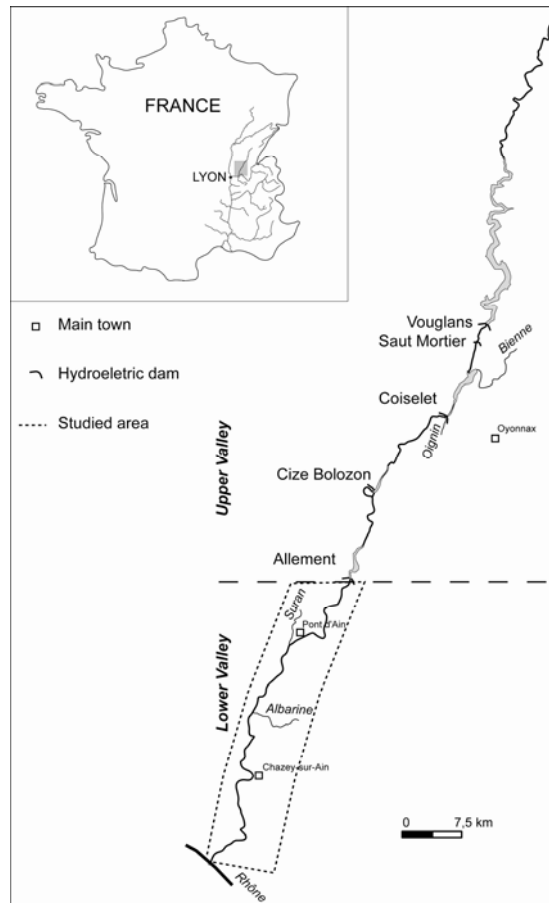 FRANCE
LYON
Main town
Hydroeletric dam
Studied area
Vouglans
Saut Mortier
Bienne
Coiselet
Oignin
Oyonnax
Upper Valley
Cize Bolozon
Allement
Suran
Pont d'Ain
Lower Valley
Albarine
Chazey-sur-Ain
0 7,5 km
Rhône